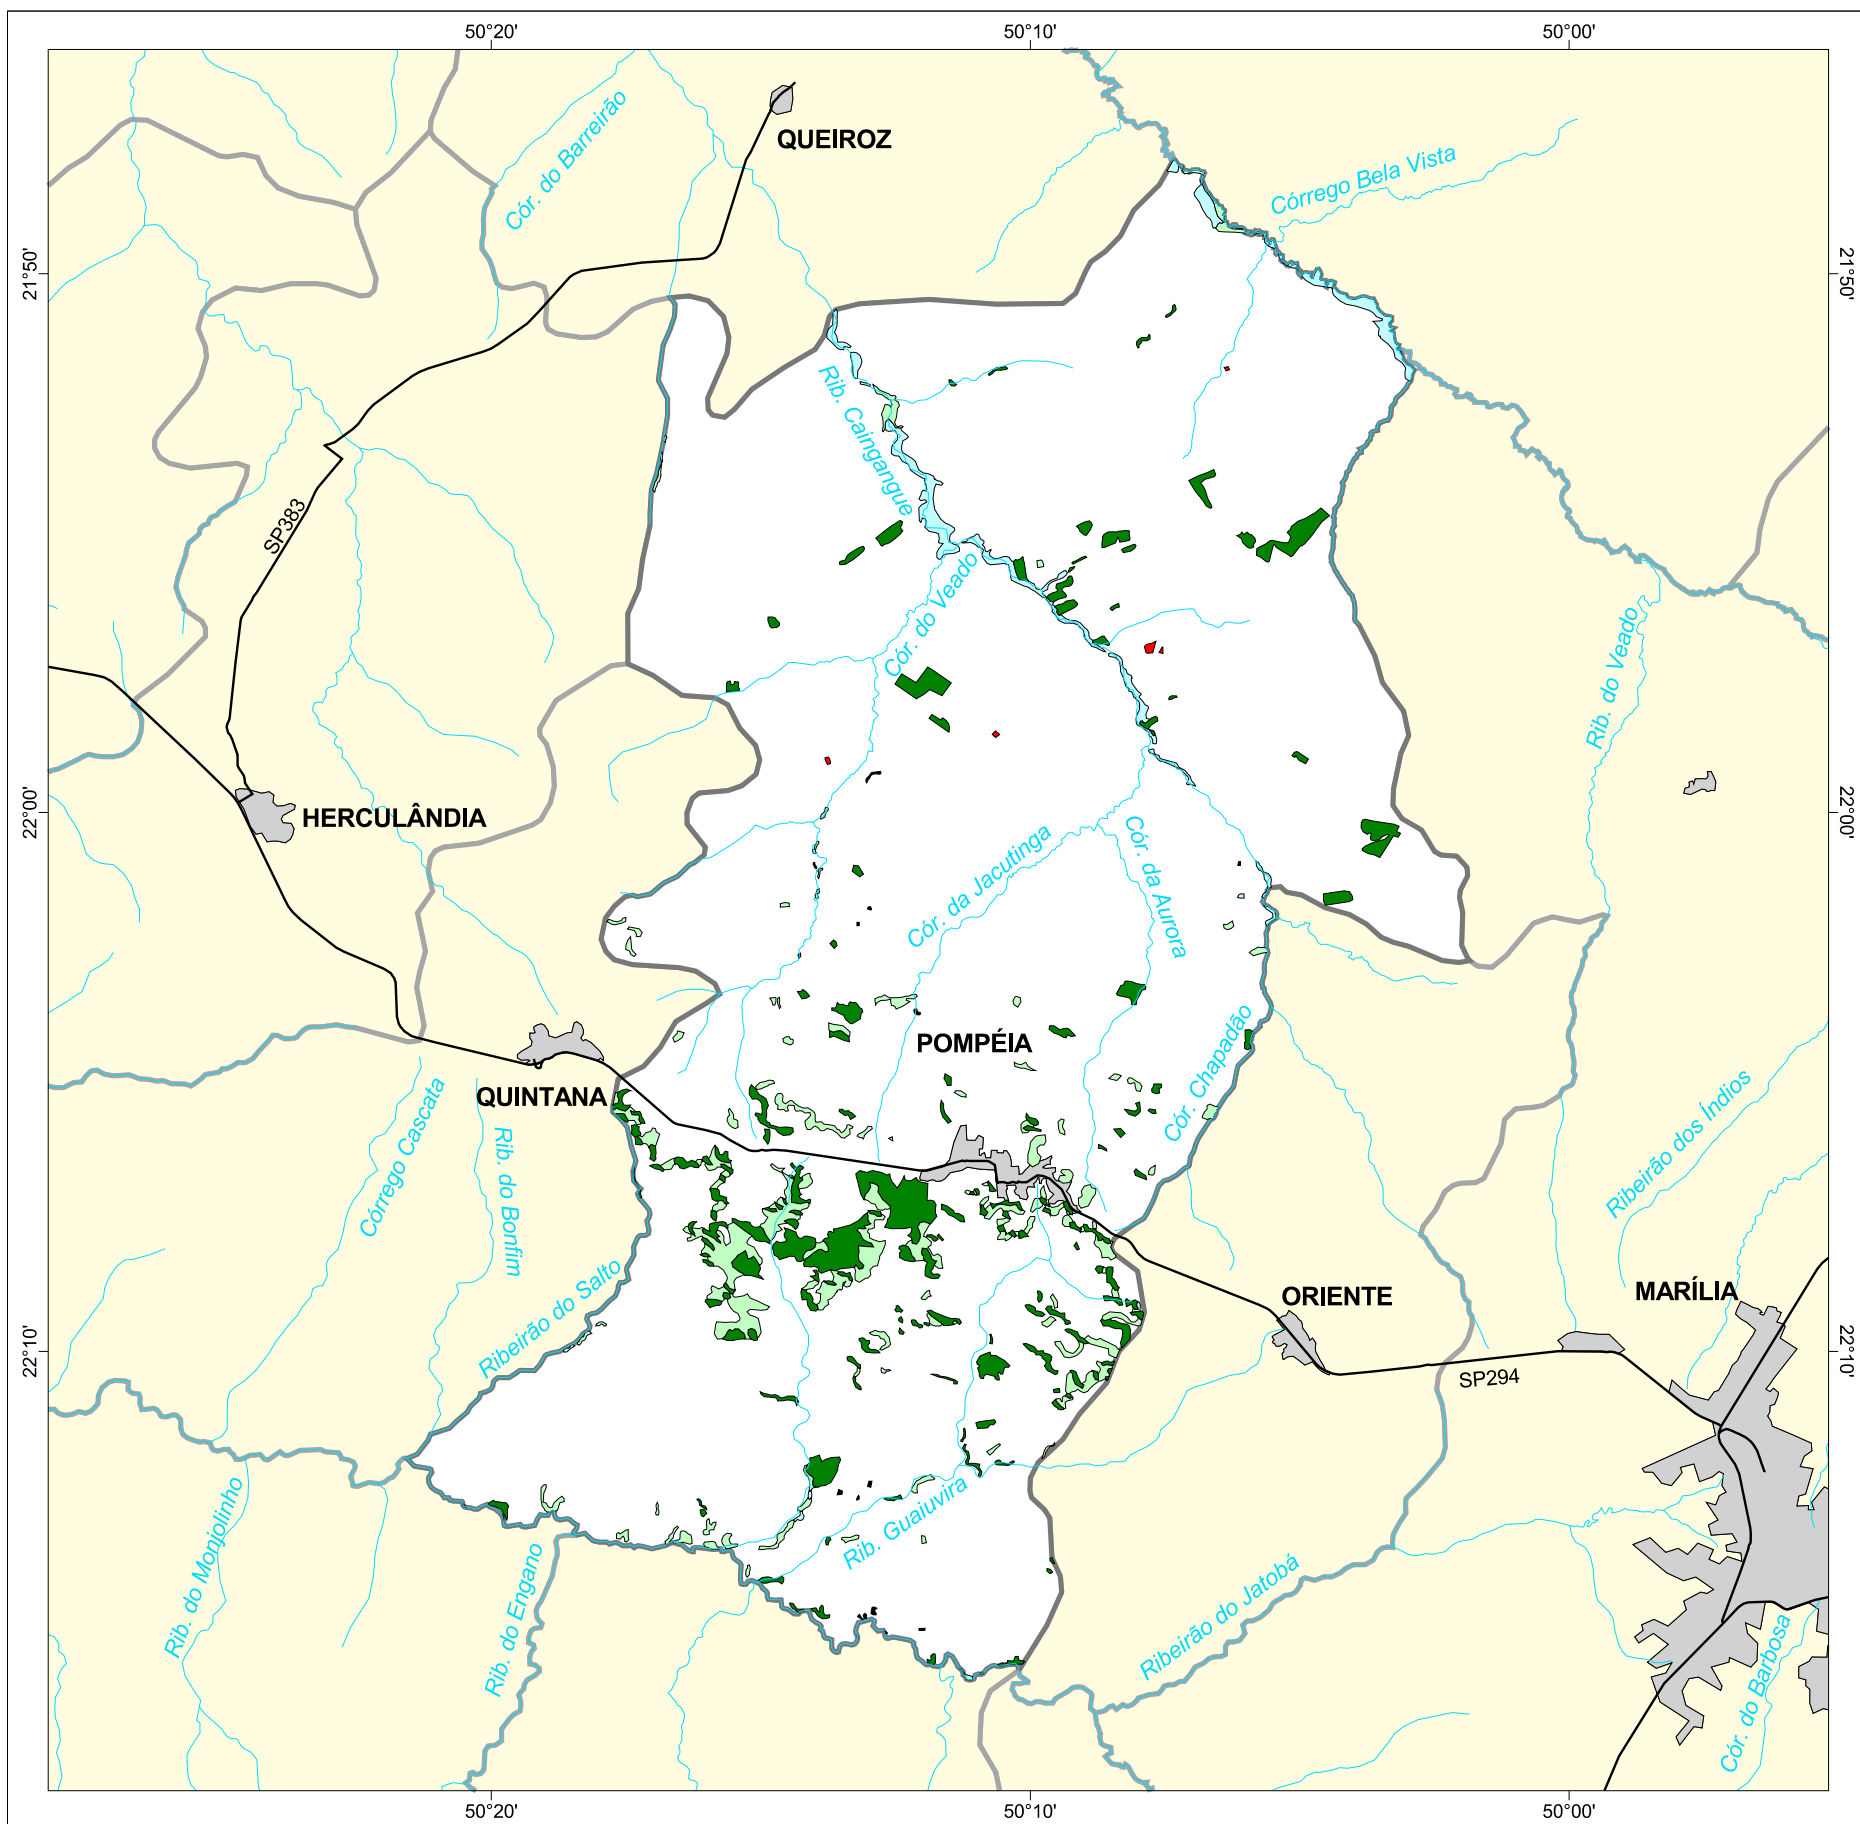 50°20'
50°10'
50°00'
QUEIROZ
Cór. do Barreirão
Córrego Bela Vista
21°50'
21°50'
Rib. Caingangue
SP383
Cór. do Veado
Rib. do Veado
22°00'
HERCULÂNDIA
22°00'
Cór. da Jacutinga
Cór. da Aurora
POMPÉIA
Cór. Chapadão
QUINTANA
Córrego Cascata
Rib. do Bonfim
Ribeirão dos Índios
Ribeirão do Salto
ORIENTE
MARÍLIA
22°10'
22°10'
SP294
Rib. do Monjolinho
Rib. do Engano
Rib. Guaiuvira
Ribeirão do Jatobá
Cór. do Barbosa
50°20'
50°10'
50°00'